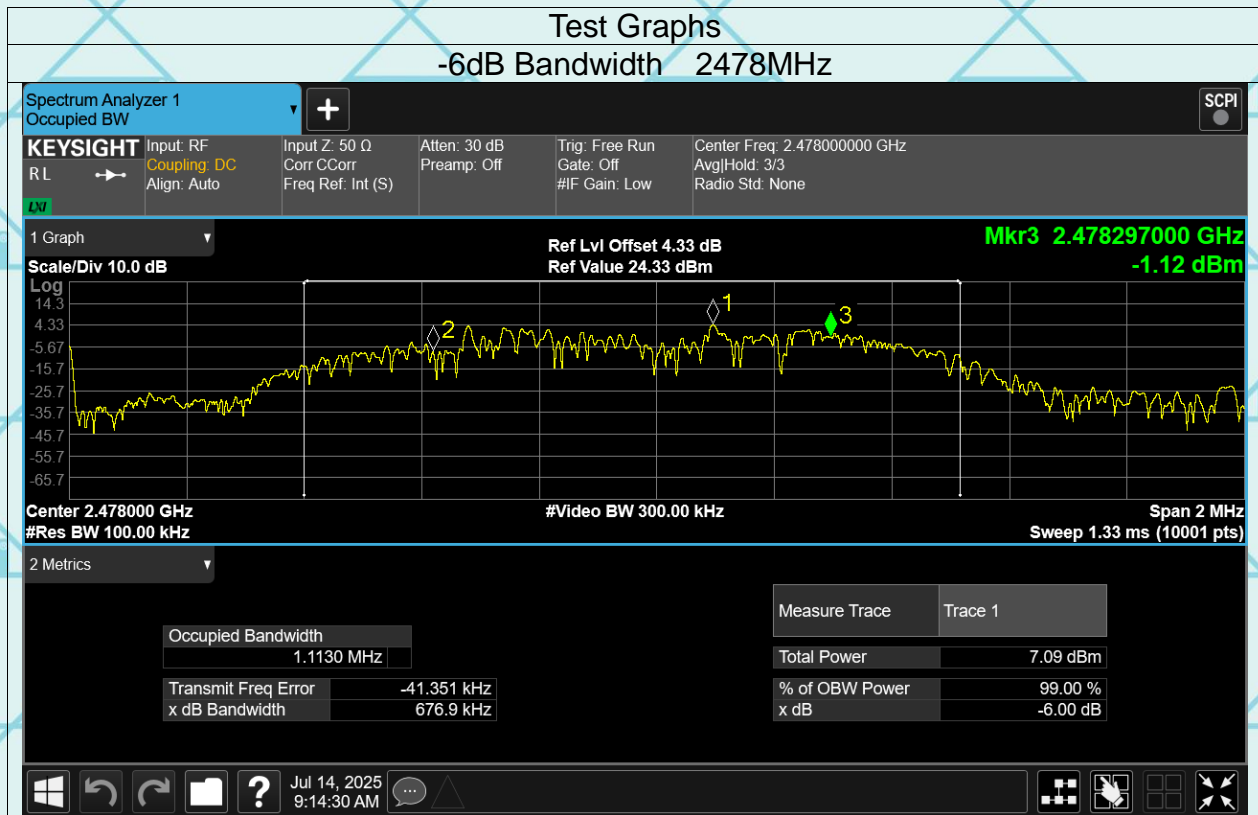 Test Graphs
-6dB Bandwidth 2478MHz
Spectrum Analyzer 1
Occupied BW
+
SCPI
KEYSIGHT
RL
LXI
Input: RF
Coupling: DC
Align: Auto
Input Z: 50 Ω
Corr CCorr
Freq Ref: Int (S)
Atten: 30 dB
Preamp: Off
Trig: Free Run
Gate: Off
#IF Gain: Low
Center Freq: 2.478000000 GHz
Avg|Hold: 3/3
Radio Std: None
1 Graph
Scale/Div 10.0 dB
Ref Lvl Offset 4.33 dB
Ref Value 24.33 dBm
Mkr3 2.478297000 GHz
-1.12 dBm
Log
14.3
4.33
-5.67
-15.7
-25.7
-35.7
-45.7
-55.7
-65.7
2
1
3
Center 2.478000 GHz
#Res BW 100.00 kHz
#Video BW 300.00 kHz
Span 2 MHz
Sweep 1.33 ms (10001 pts)
2 Metrics
Occupied Bandwidth
1.1130 MHz
Transmit Freq Error -41.351 kHz
x dB Bandwidth 676.9 kHz
Measure Trace Trace 1
Total Power 7.09 dBm
% of OBW Power 99.00 %
x dB -6.00 dB
?
Jul 14, 2025
9:14:30 AM